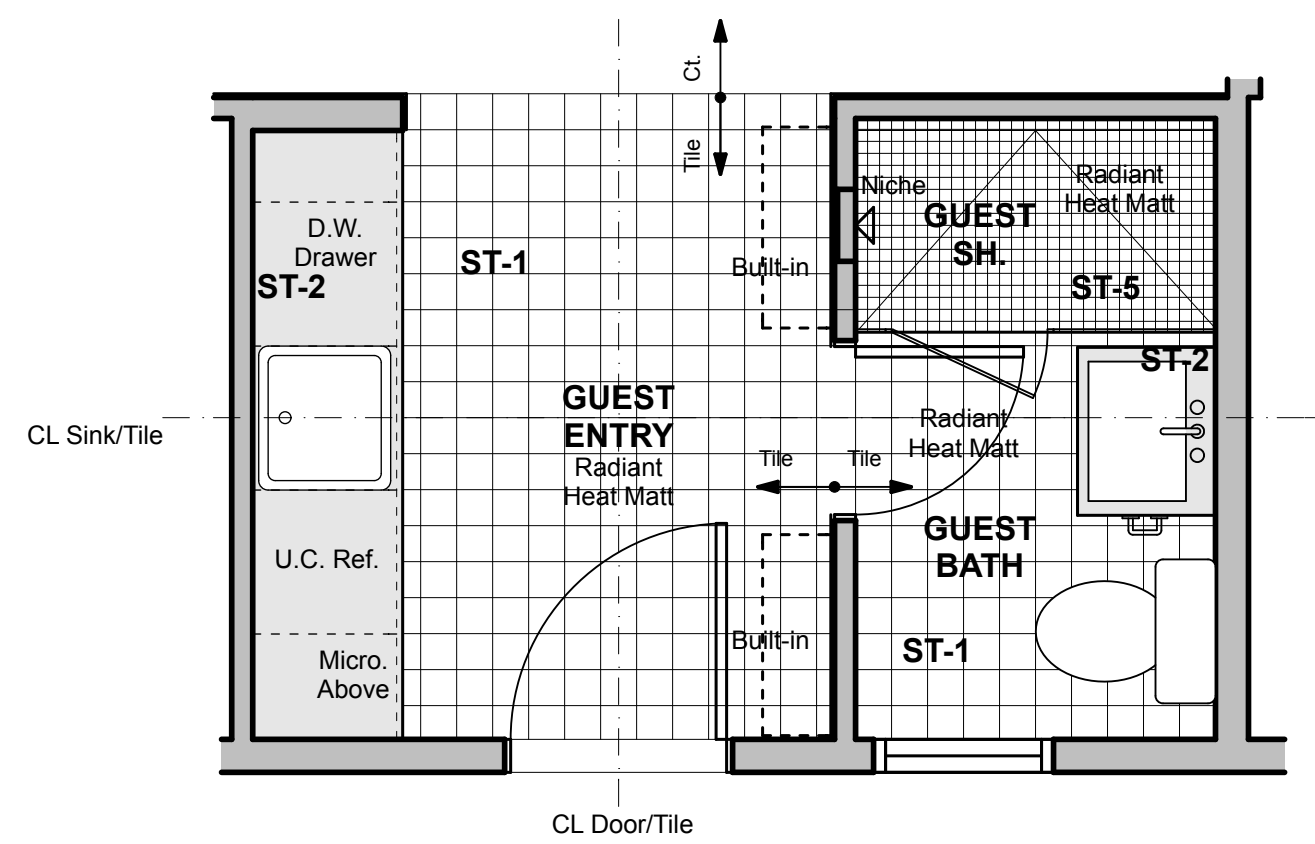 Ct.
Tile
Niche
Radiant
Heat Matt
GUEST
SH.
D.W.
Drawer
ST-2
ST-1
Built-in
ST-5
ST-2
GUEST
ENTRY
Radiant
Heat Matt
Radiant
Heat Matt
CL Sink/Tile
Tile
Tile
GUEST
BATH
U.C. Ref.
Built-in
ST-1
Micro.
Above
CL Door/Tile